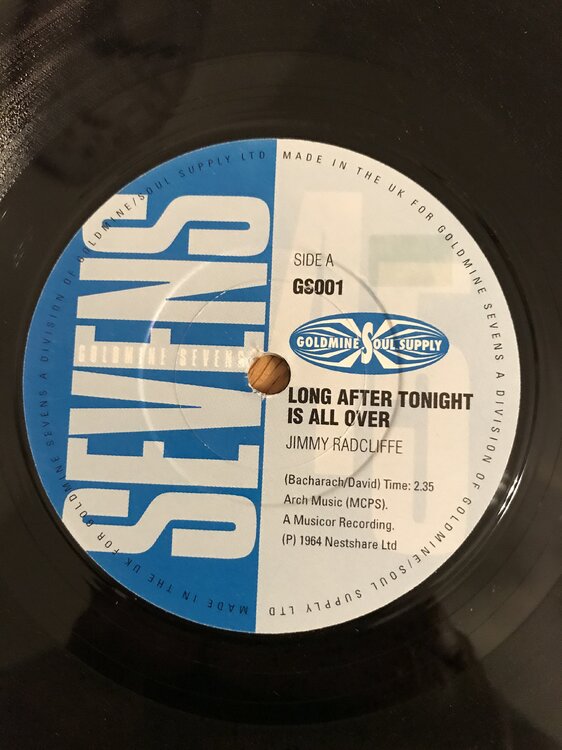 MADE IN THE UK FOR GOLDMINE SEVENS A DIVISION OF GOLDMINE/SOUL SUPPLY LTD
MADE IN THE UK FOR GOLDMINE SEVENS A DIVISION OF GOLDMINE/SOUL SUPPLY LTD
SEVENS
GOLDMINE SEVENS
45
SIDE A
GS001
GOLDMINE SOUL SUPPLY
LONG AFTER TONIGHT
IS ALL OVER
JIMMY RADCLIFFE
(Bacharach/David) Time: 2.35
Arch Music (MCPS).
A Musicor Recording.
(P) 1964 Nestshare Ltd